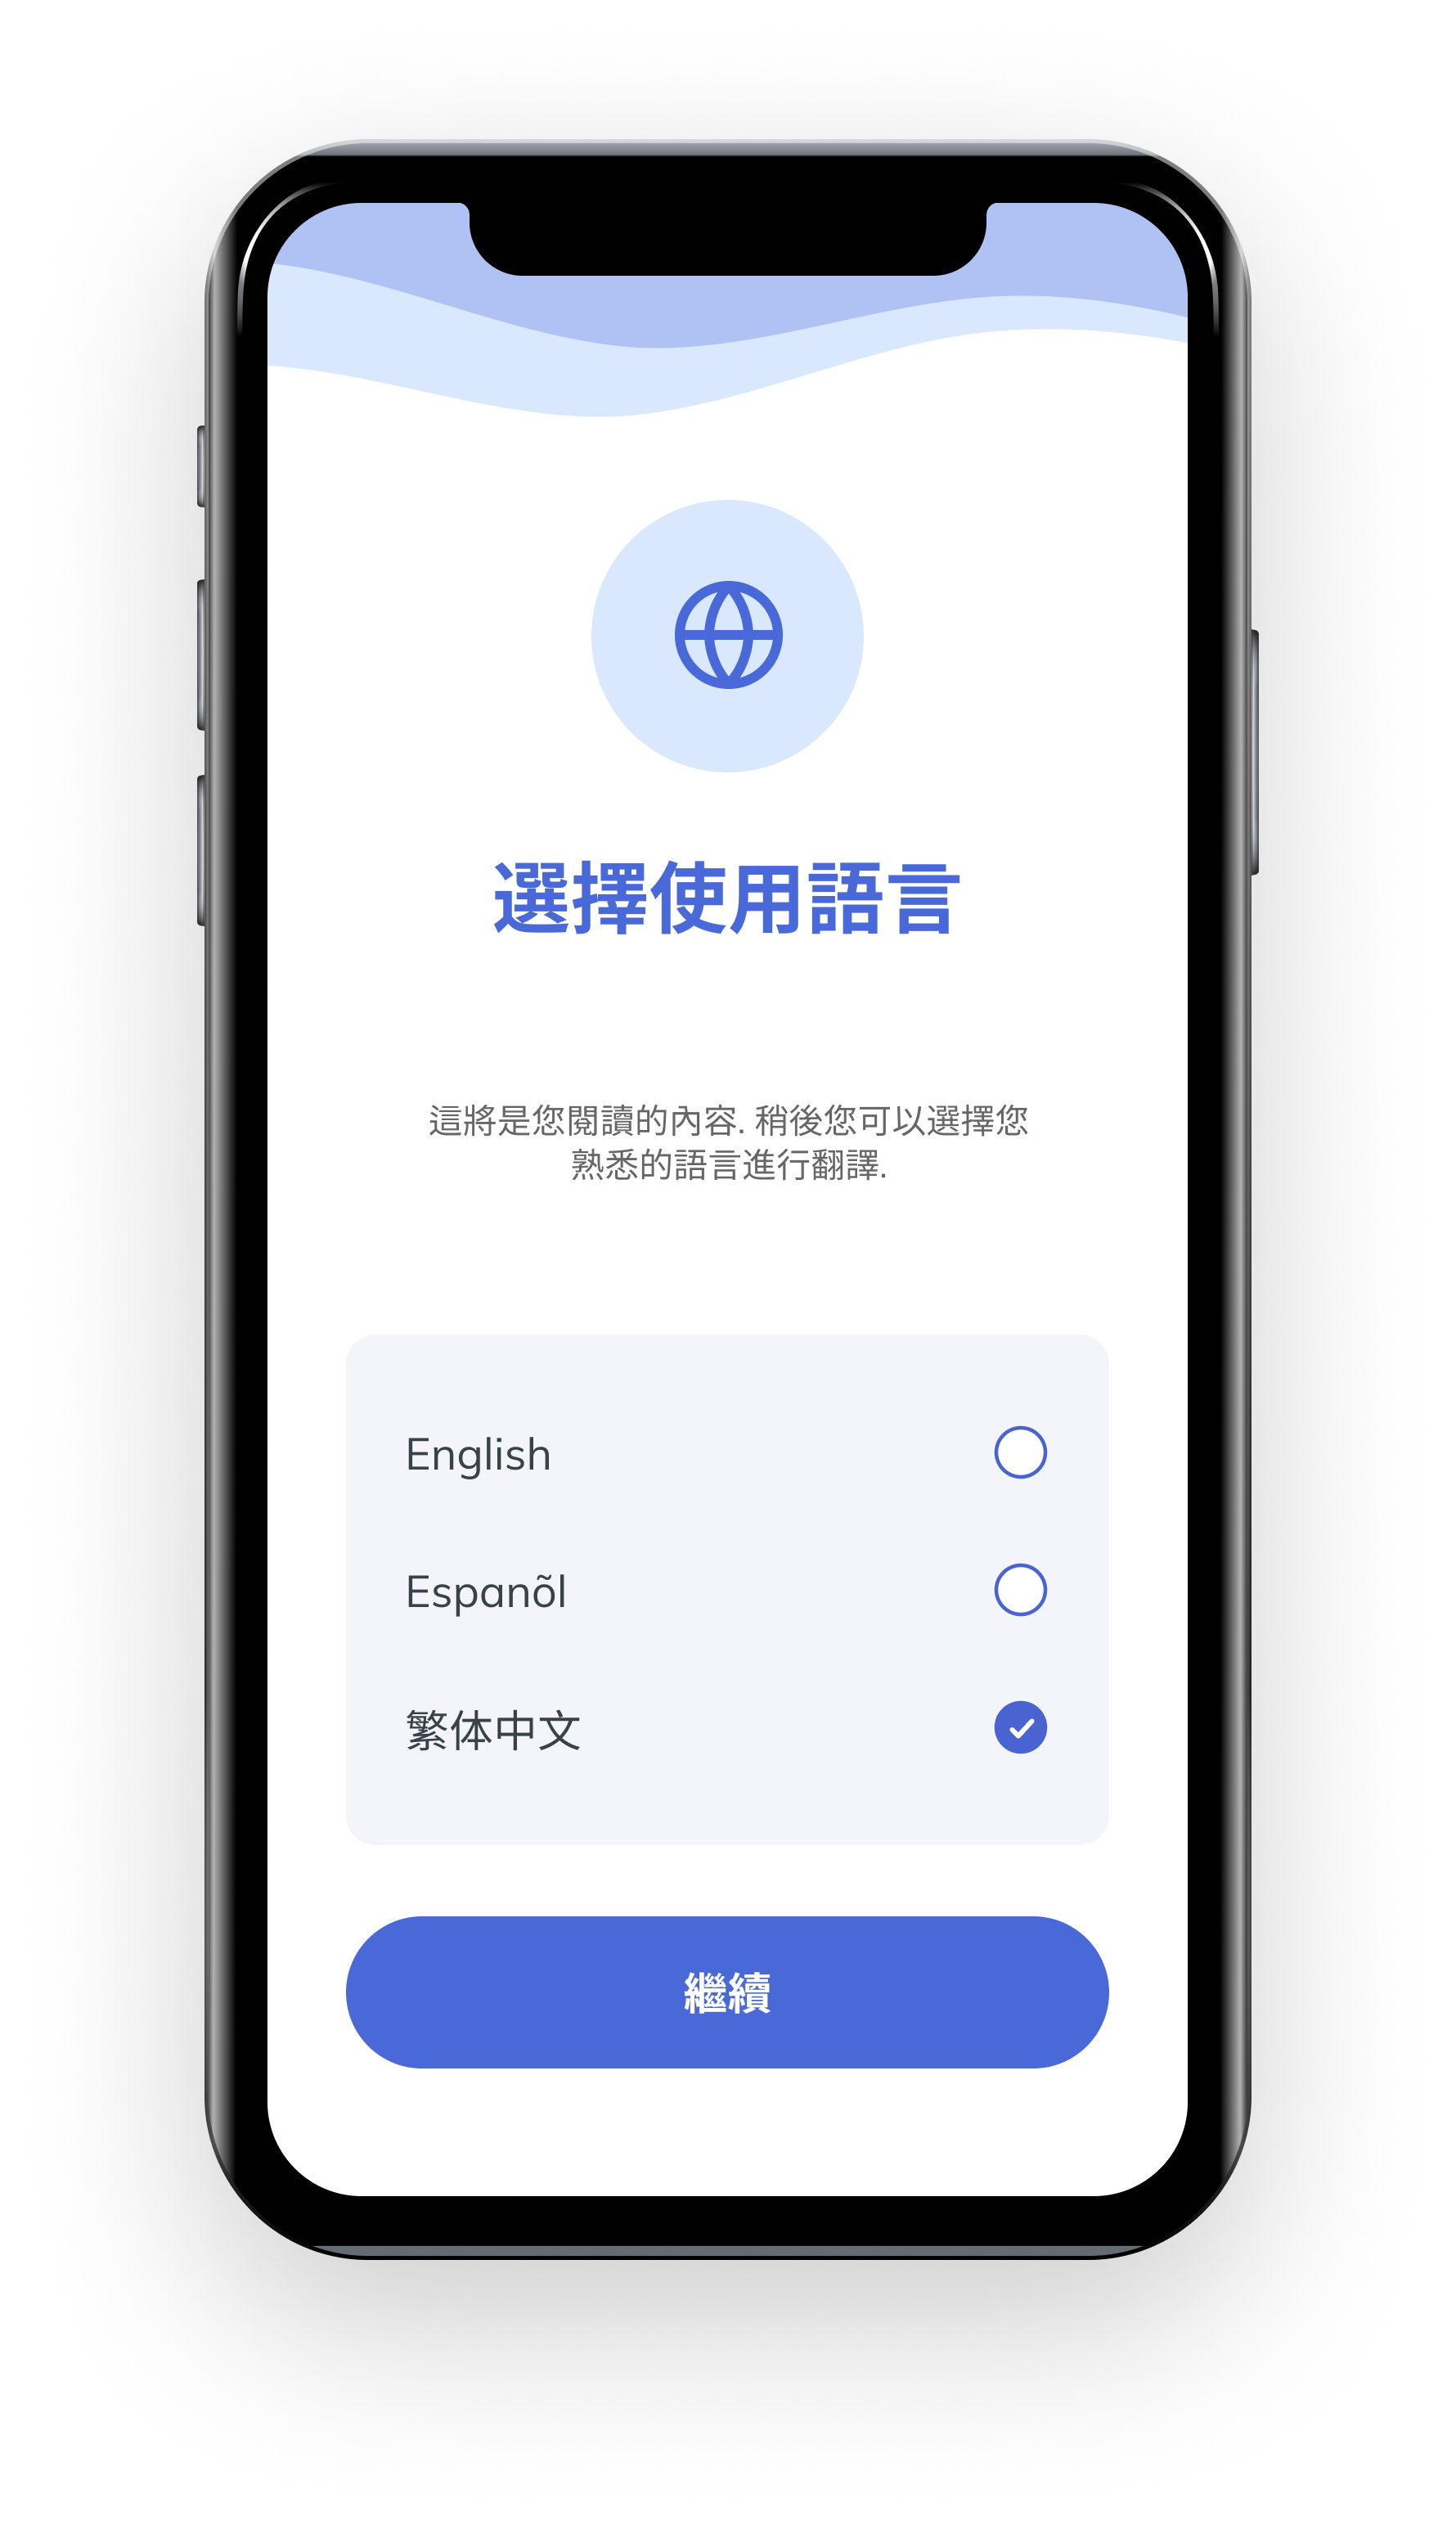 選擇使用語言
這將是您閱讀的內容. 稍後您可以選擇您
熟悉的語言進行翻譯.
English
Espanõl
繁体中文
繼續